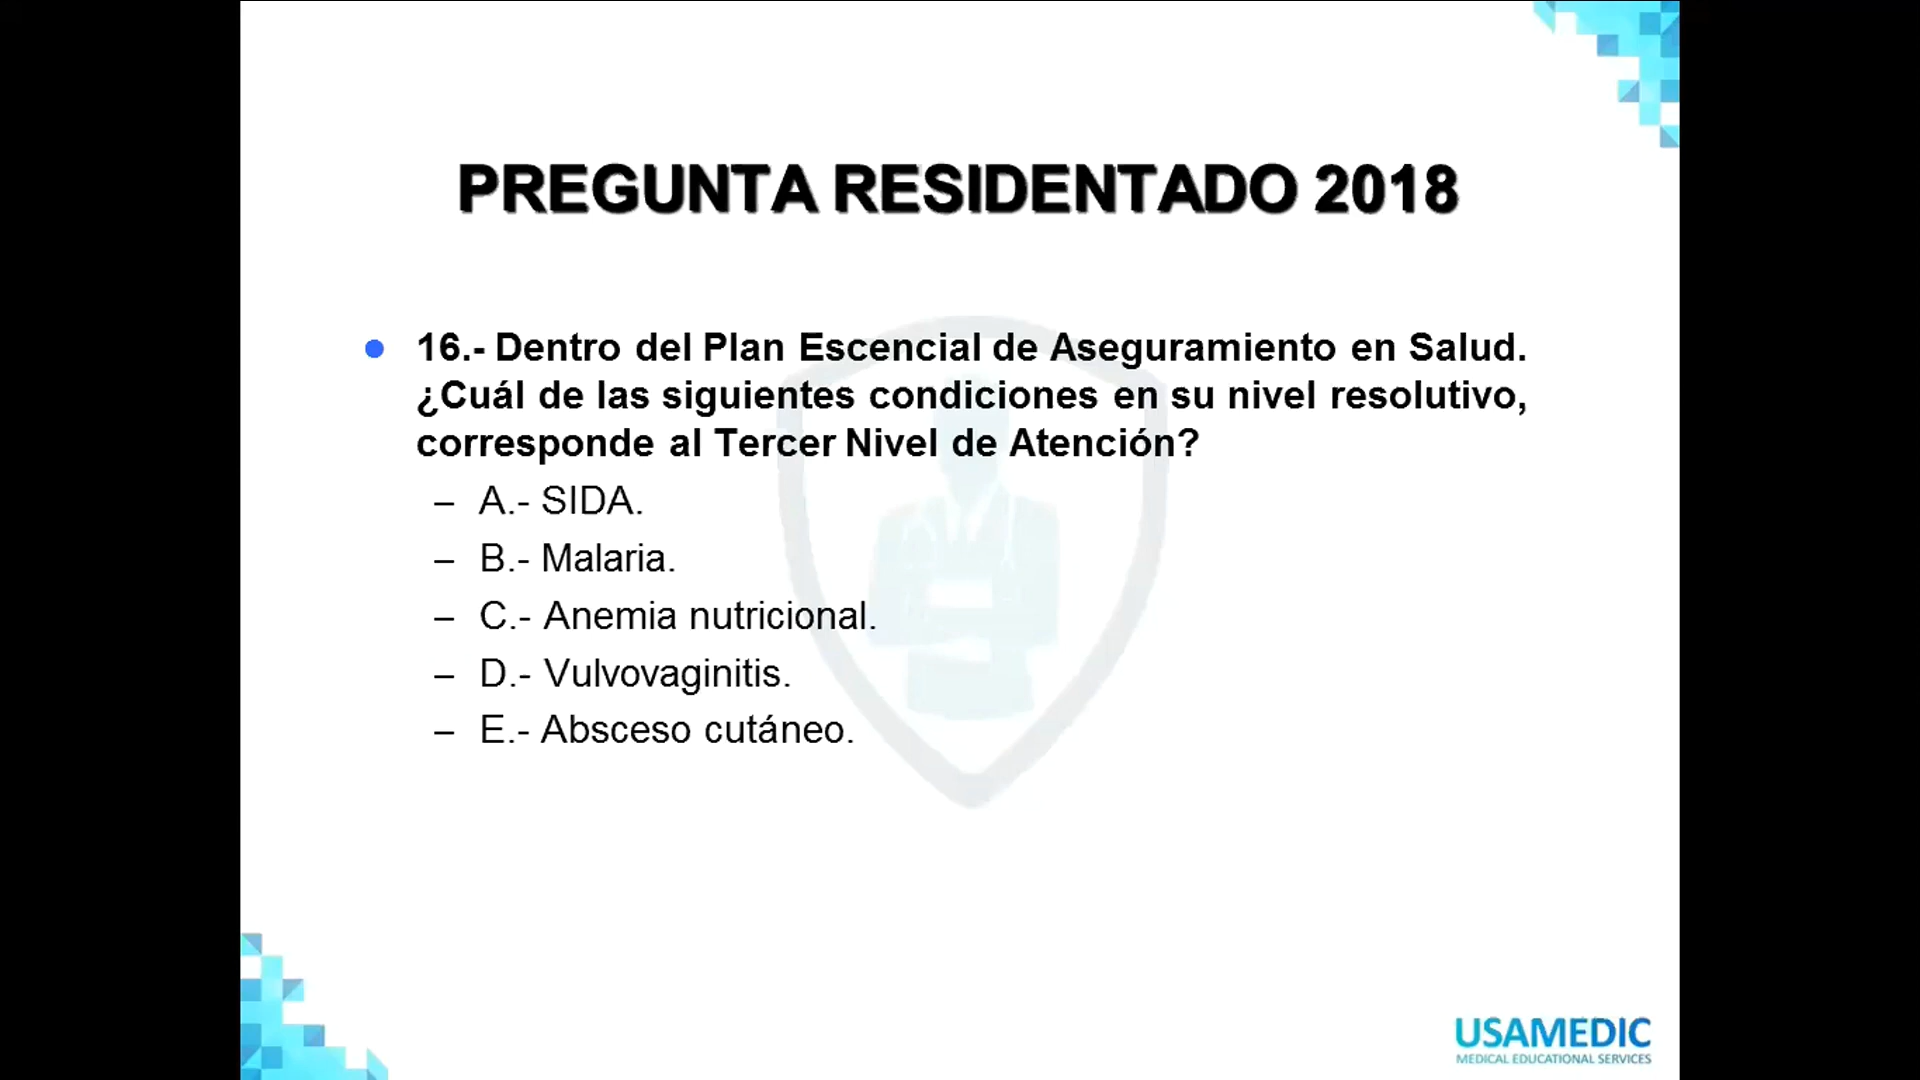 PREGUNTA RESIDENTADO 2018
16.- Dentro del Plan Escencial de Aseguramiento en Salud.
¿Cuál de las siguientes condiciones en su nivel resolutivo,
corresponde al Tercer Nivel de Atención?
– A.- SIDA.
– B.- Malaria.
– C.- Anemia nutricional.
– D.- Vulvovaginitis.
– E.- Absceso cutáneo.
USAMEDIC
MEDICAL EDUCATIONAL SERVICES